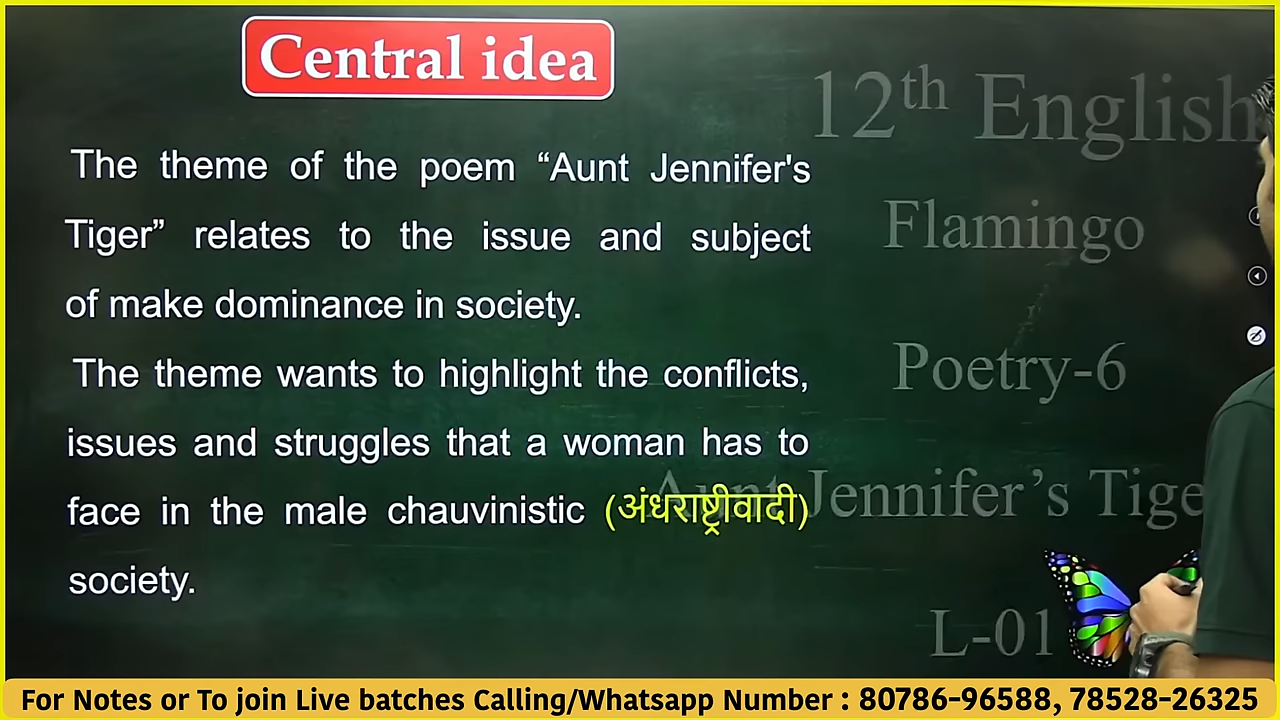 Central idea
The theme of the poem “Aunt Jennifer's
Tiger” relates to the issue and subject
of make dominance in society.
The theme wants to highlight the conflicts,
issues and struggles that a woman has to
face in the male chauvinistic (अंधराष्ट्रीवादी)
society.
12th English
Flamingo
Poetry-6
Aunt Jennifer’s Tige
L-01
For Notes or To join Live batches Calling/Whatsapp Number : 80786-96588, 78528-26325